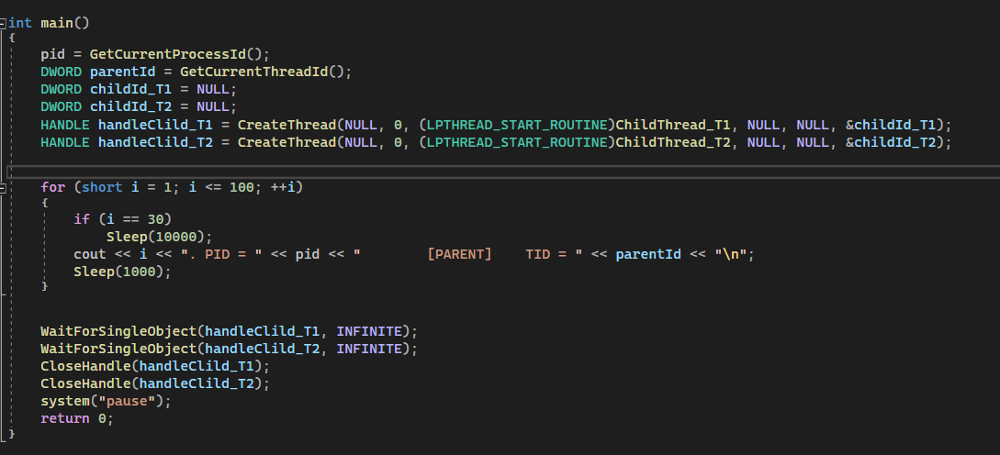 int main()
{
    pid = GetCurrentProcessId();
    DWORD parentId = GetCurrentThreadId();
    DWORD childId_T1 = NULL;
    DWORD childId_T2 = NULL;
    HANDLE handleClild_T1 = CreateThread(NULL, 0, (LPTHREAD_START_ROUTINE)ChildThread_T1, NULL, NULL, &childId_T1);
    HANDLE handleClild_T2 = CreateThread(NULL, 0, (LPTHREAD_START_ROUTINE)ChildThread_T2, NULL, NULL, &childId_T2);
    for (short i = 1; i <= 100; ++i)
    {
        if (i == 30)
            Sleep(10000);
        cout << i << ". PID = " << pid << "        [PARENT]    TID = " << parentId << "\n";
        Sleep(1000);
    }
    WaitForSingleObject(handleClild_T1, INFINITE);
    WaitForSingleObject(handleClild_T2, INFINITE);
    CloseHandle(handleClild_T1);
    CloseHandle(handleClild_T2);
    system("pause");
    return 0;
}